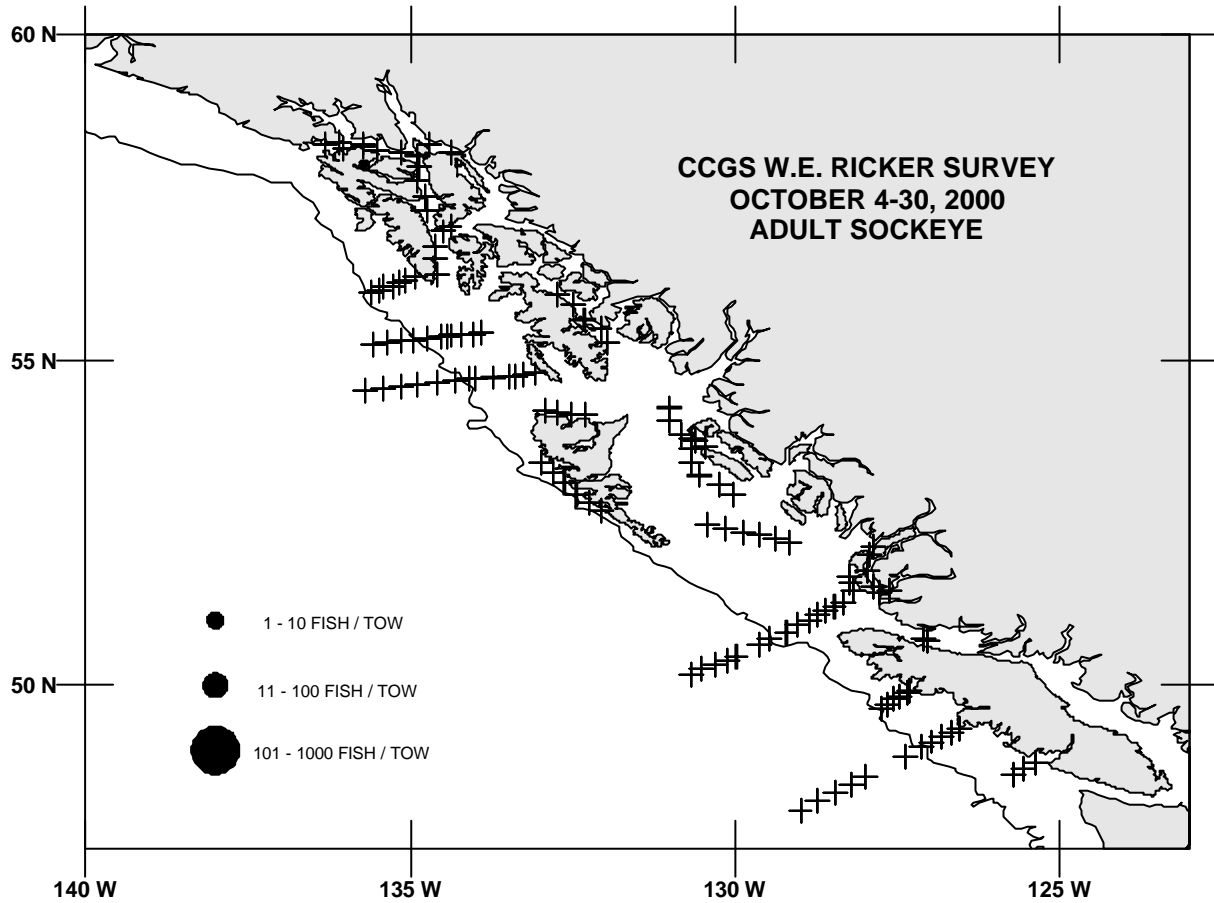 60 N
CCGS W.E. RICKER SURVEY
OCTOBER 4-30, 2000
ADULT SOCKEYE
55 N
1 - 10 FISH / TOW
50 N
11 - 100 FISH / TOW
101 - 1000 FISH / TOW
140 W
135 W
130 W
125 W